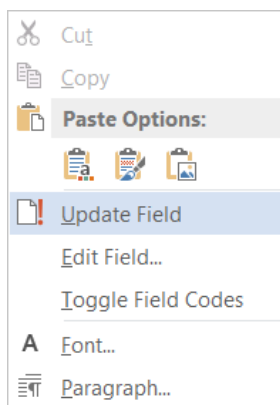 Cut
Copy
Paste Options:
Update Field
Edit Field...
Toggle Field Codes
Font...
Paragraph...